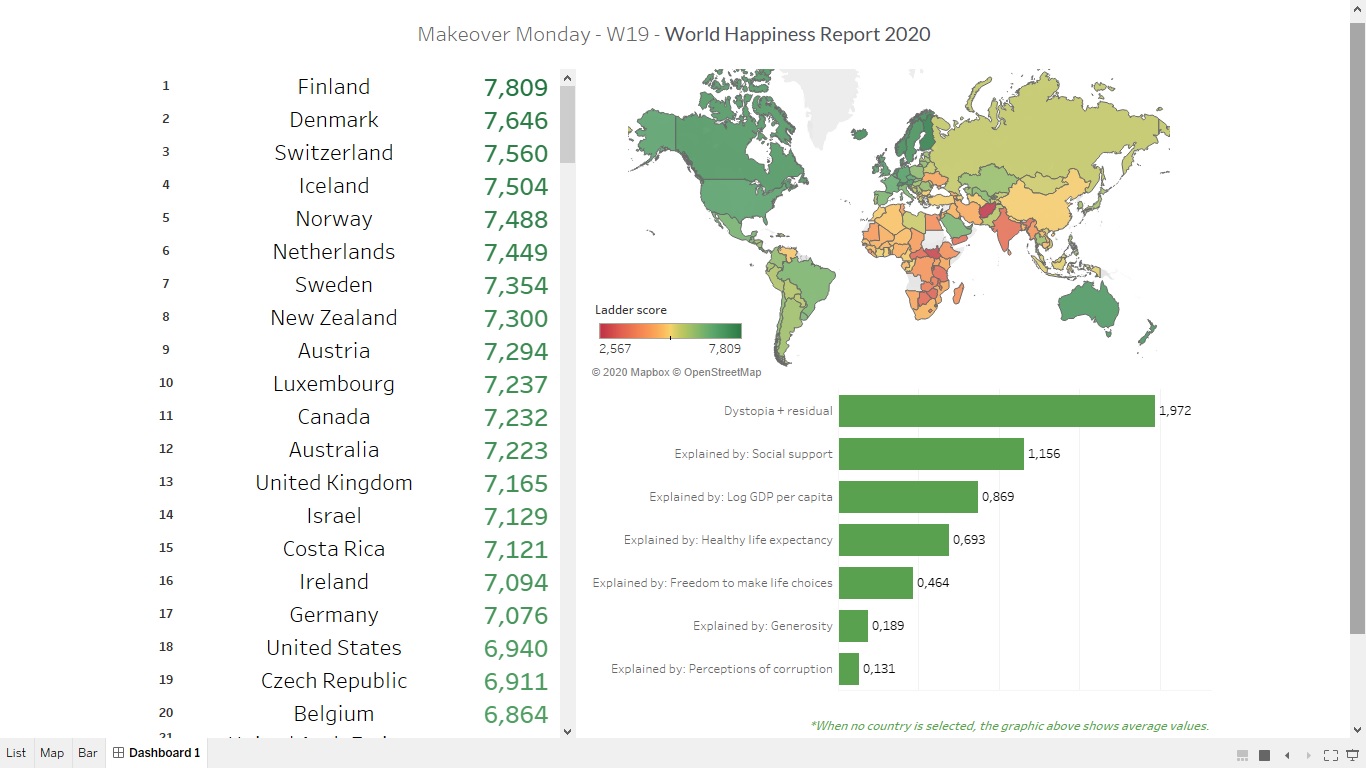 Makeover Monday - W19 - World Happiness Report 2020
1 Finland 7,809
2 Denmark 7,646
3 Switzerland 7,560
4 Iceland 7,504
5 Norway 7,488
6 Netherlands 7,449
7 Sweden 7,354
8 New Zealand 7,300
9 Austria 7,294
10 Luxembourg 7,237
11 Canada 7,232
12 Australia 7,223
13 United Kingdom 7,165
14 Israel 7,129
15 Costa Rica 7,121
16 Ireland 7,094
17 Germany 7,076
18 United States 6,940
19 Czech Republic 6,911
20 Belgium 6,864
Ladder score
2,567 7,809
© 2020 Mapbox © OpenStreetMap
Dystopia + residual 1,972
Explained by: Social support 1,156
Explained by: Log GDP per capita 0,869
Explained by: Healthy life expectancy 0,693
Explained by: Freedom to make life choices 0,464
Explained by: Generosity 0,189
Explained by: Perceptions of corruption 0,131
*When no country is selected, the graphic above shows average values.
List Map Bar Dashboard 1